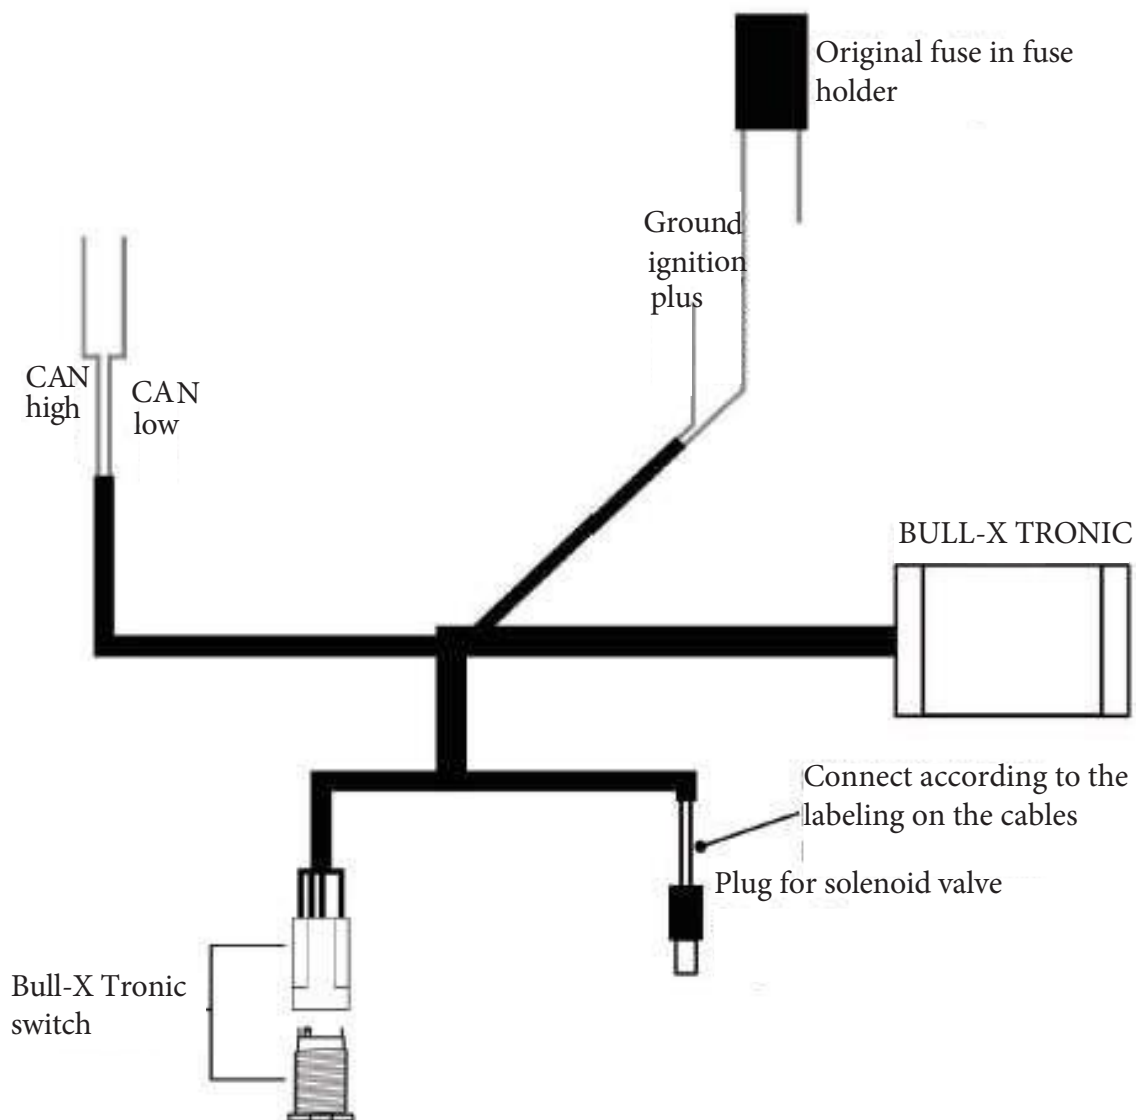 Original fuse in fuse
holder
Ground
ignition
plus
CAN
high
CAN
low
BULL-X TRONIC
Connect according to the
labeling on the cables
Plug for solenoid valve
Bull-X Tronic
switch